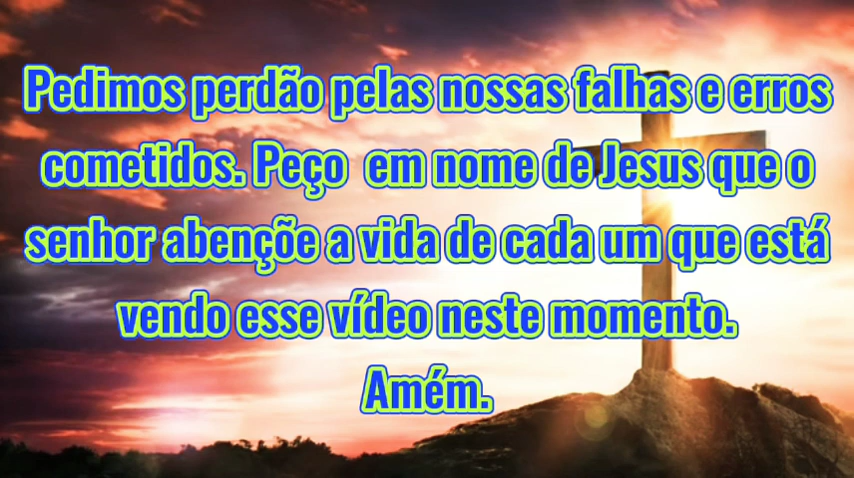 Pedimos perdão pelas nossas falhas e erros
cometidos. Peço em nome de Jesus que o
senhor abençõe a vida de cada um que está
vendo esse vídeo neste momento.
Amém.